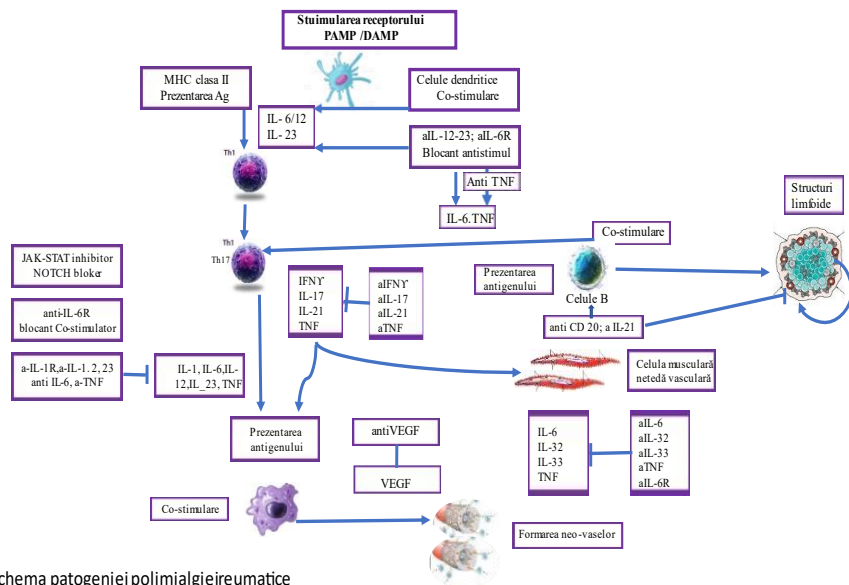 Stuimularea receptorului
PAMP /DAMP
MHC clasa II
Prezentarea Ag
Celule dendritice
Co-stimulare
IL- 6/12
IL- 23
aIL-12-23; aIL-6R
Blocant antistimul
Anti TNF
IL-6.TNF
Th1
Structuri
limfoide
Co-stimulare
Th1
Th17
JAK-STAT inhibitor
NOTCH bloker
IFNϒ
IL-17
IL-21
TNF
aIFNϒ
aIL-17
aIL-21
aTNF
Prezentarea
antigenului
Celule B
anti-IL-6R
blocant Co-stimulator
anti CD 20; a IL-21
a-IL-1R,a-IL-1. 2, 23
anti IL-6, a-TNF
IL-1, IL-6,IL-
12,IL_23, TNF
Celula musculară
netedă vasculară
Prezentarea
antigenului
antiVEGF
VEGF
IL-6
IL-32
IL-33
TNF
aIL-6
aIL-32
aIL-33
aTNF
aIL-6R
Co-stimulare
Formarea neo-vaselor
chema patogeniei polimialgieireumatice